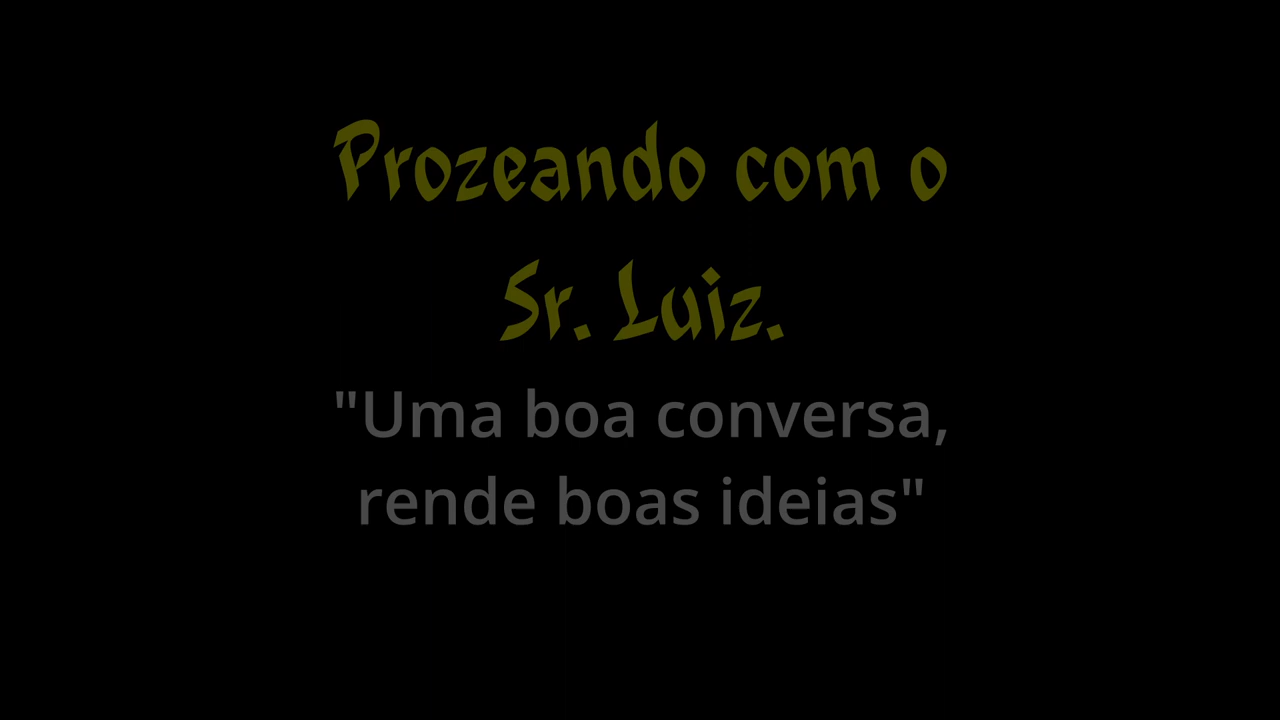 Prozeando com o
Sr. Luiz.
"Uma boa conversa,
rende boas ideias"